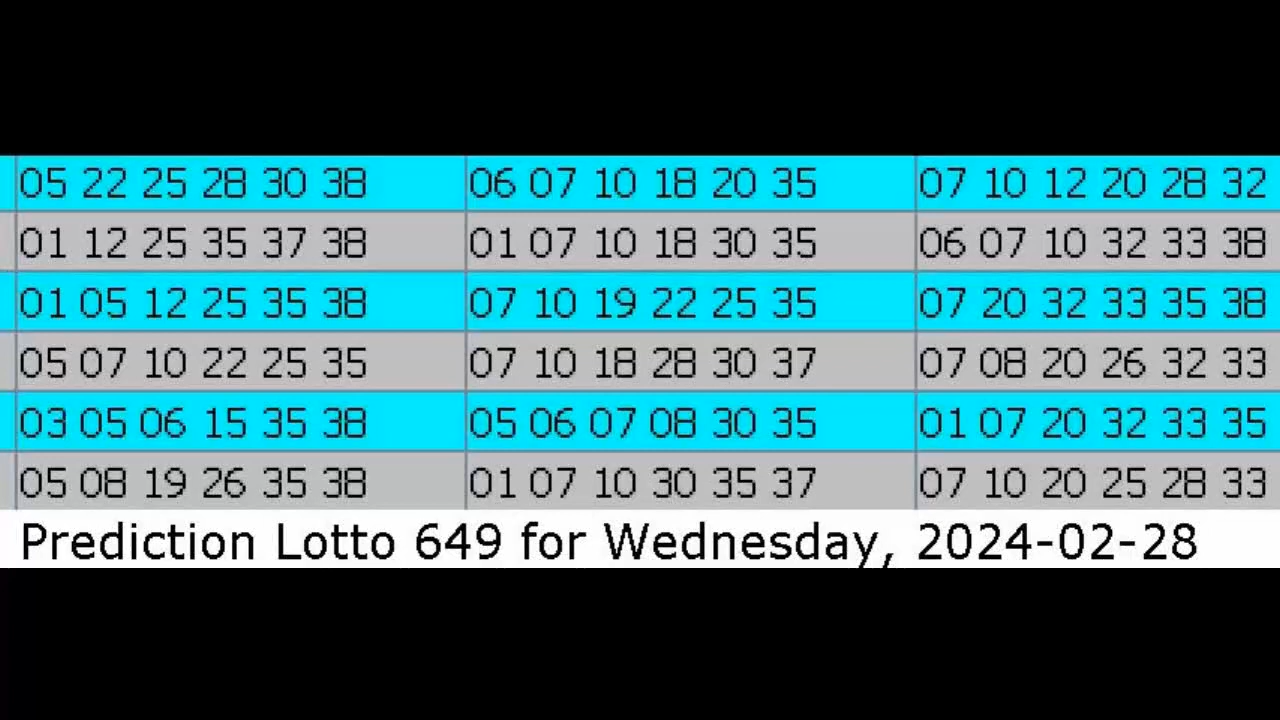 05 22 25 28 30 38 06 07 10 18 20 35 07 10 12 20 28 32
01 12 25 35 37 38 01 07 10 18 30 35 06 07 10 32 33 38
01 05 12 25 35 38 07 10 19 22 25 35 07 20 32 33 35 38
05 07 10 22 25 35 07 10 18 28 30 37 07 08 20 26 32 33
03 05 06 15 35 38 05 06 07 08 30 35 01 07 20 32 33 35
05 08 19 26 35 38 01 07 10 30 35 37 07 10 20 25 28 33
Prediction Lotto 649 for Wednesday, 2024-02-28